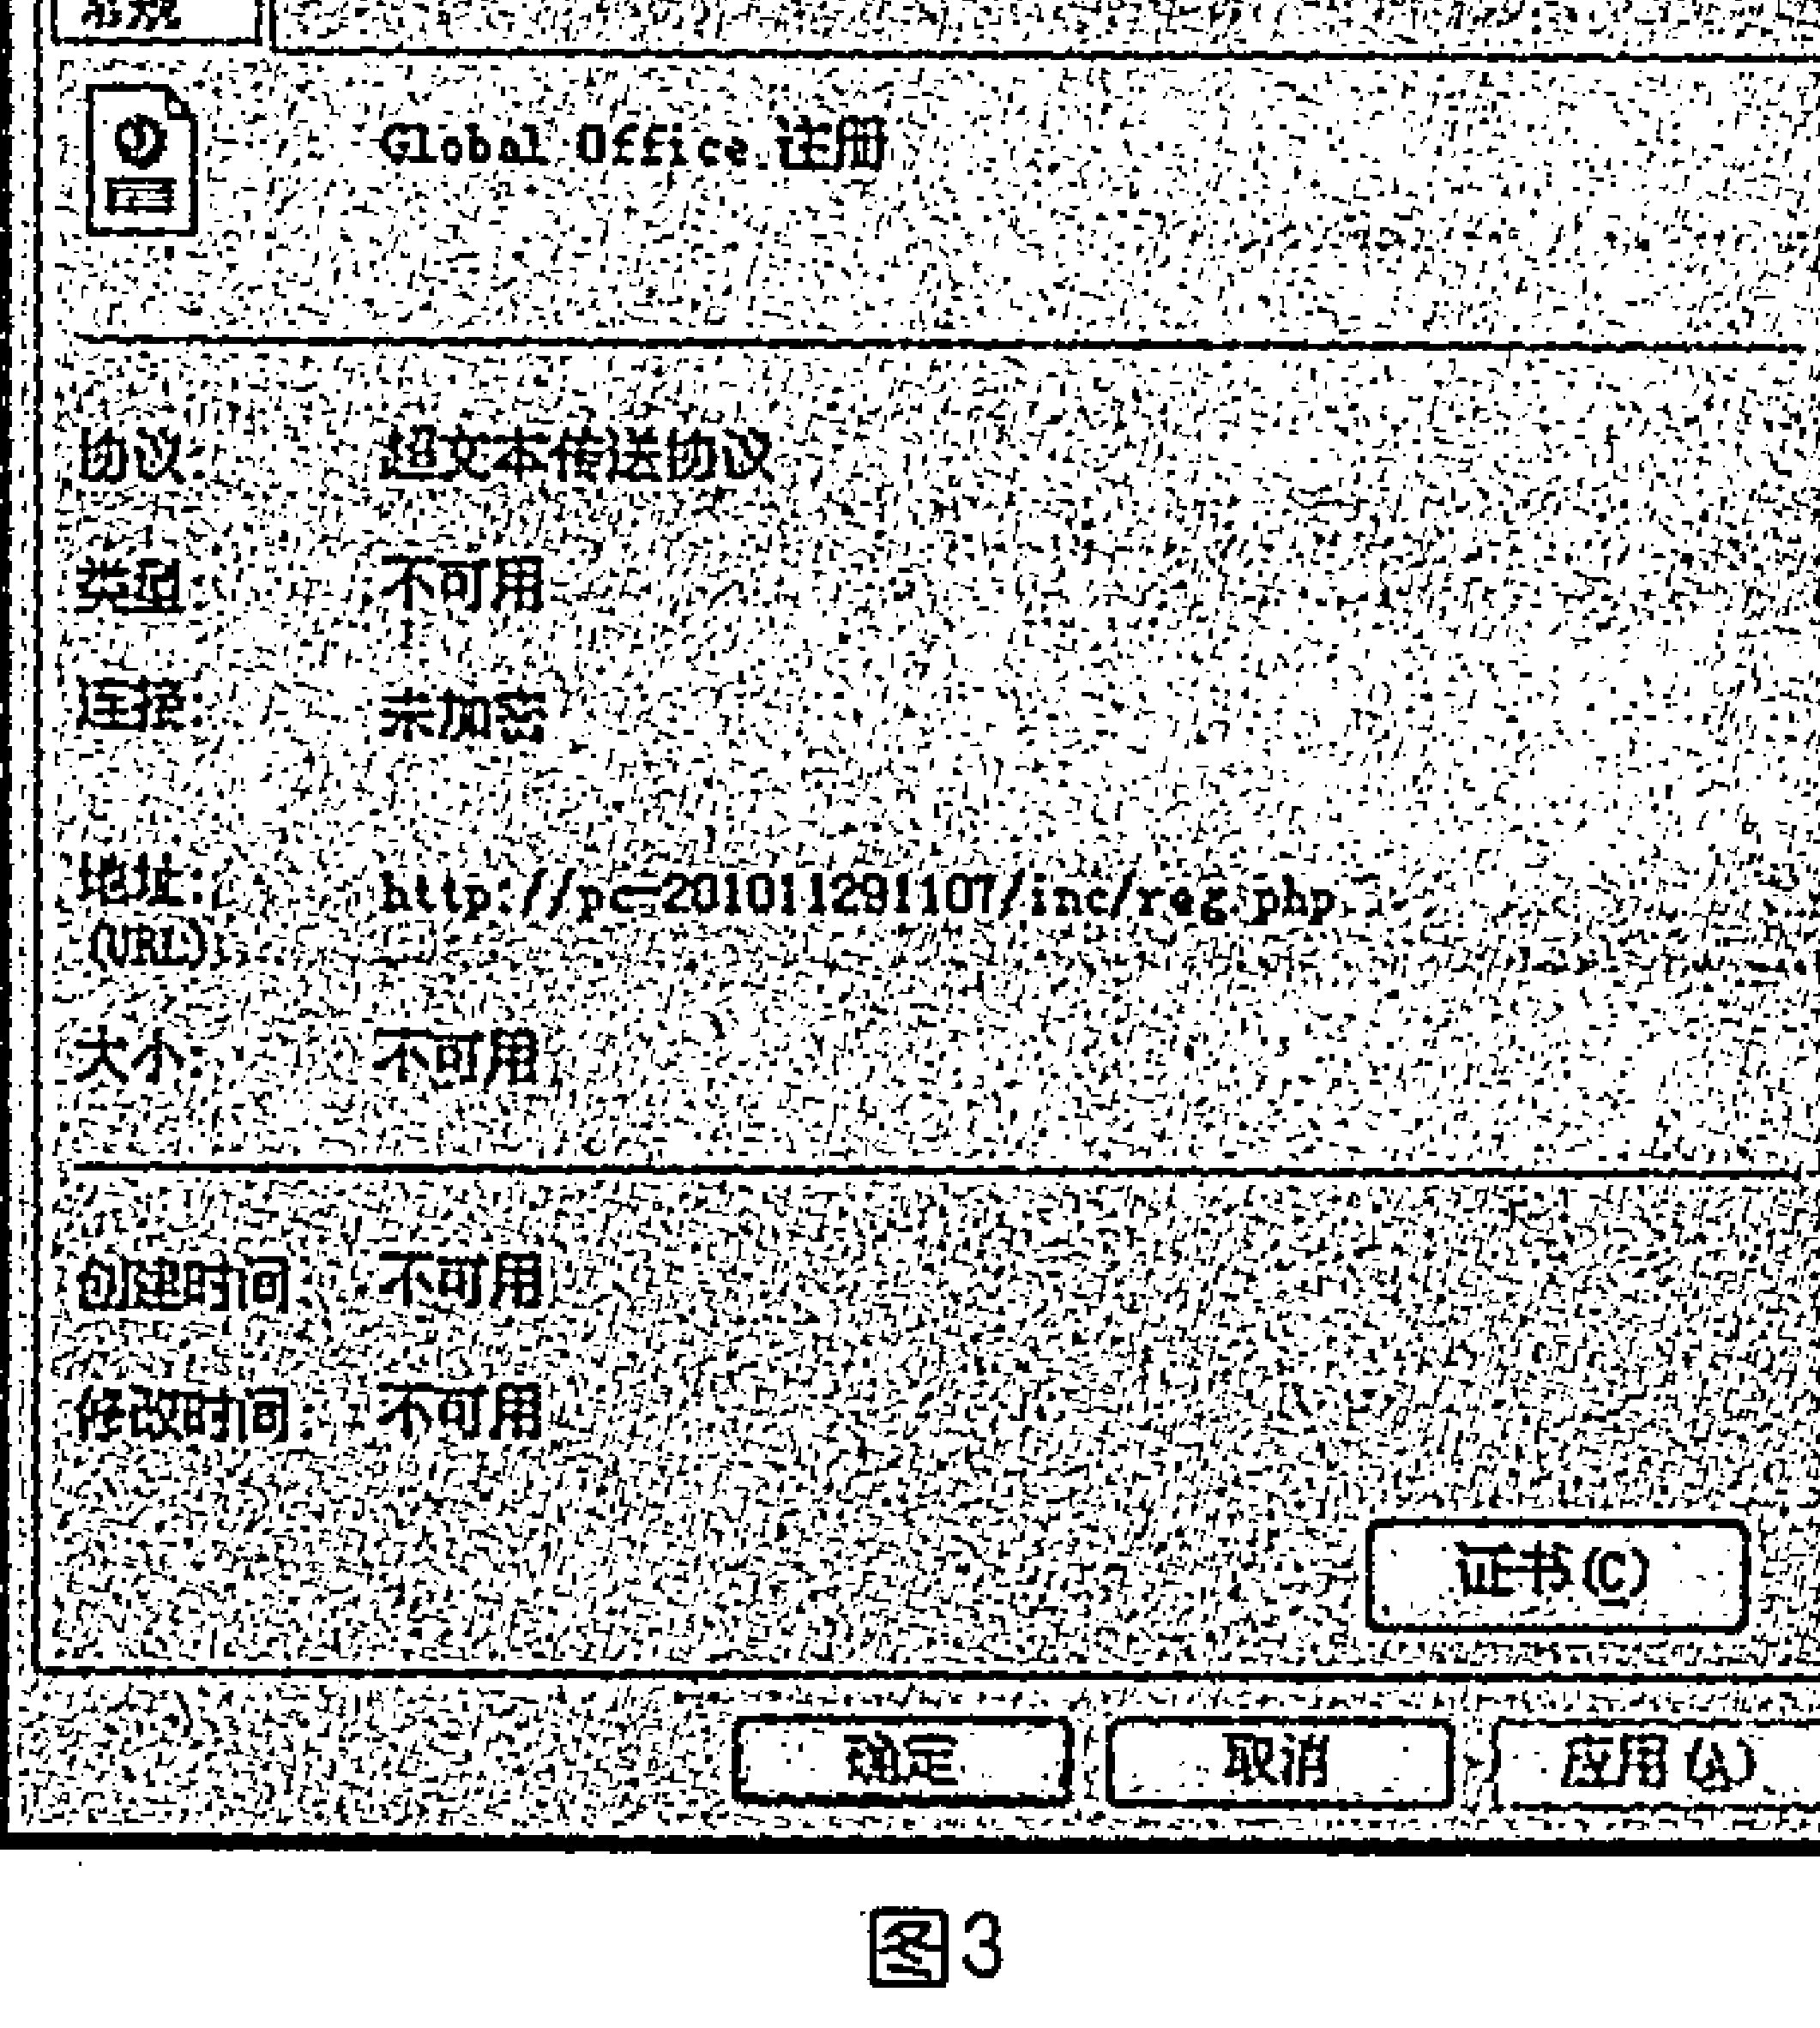 常规
Global Office 注册
协议: 超文本传送协议
类型: 不可用
连接: 未加密
地址: http://pc-201011291107/inc/reg.php
(URL)
大小: 不可用
创建时间: 不可用
修改时间: 不可用
证书(C)
确定 取消 应用(A)
图3